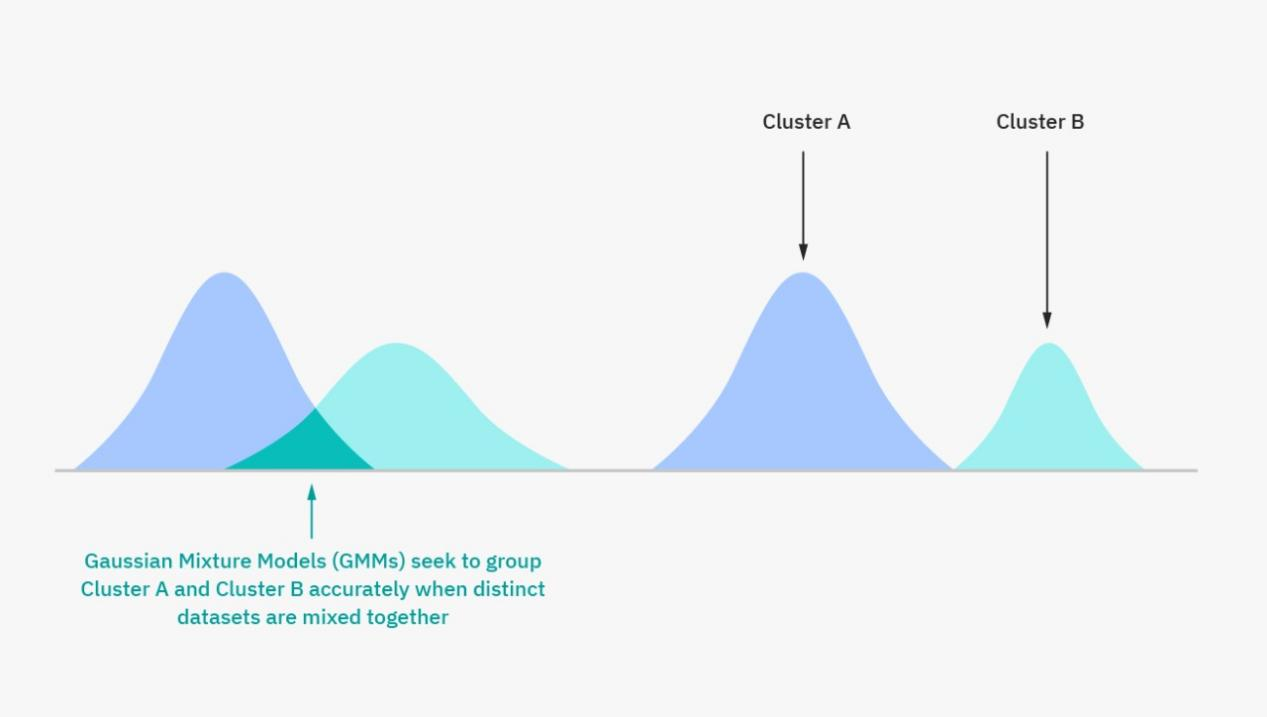 Cluster A
Cluster B
Gaussian Mixture Models (GMMs) seek to group
Cluster A and Cluster B accurately when distinct
datasets are mixed together